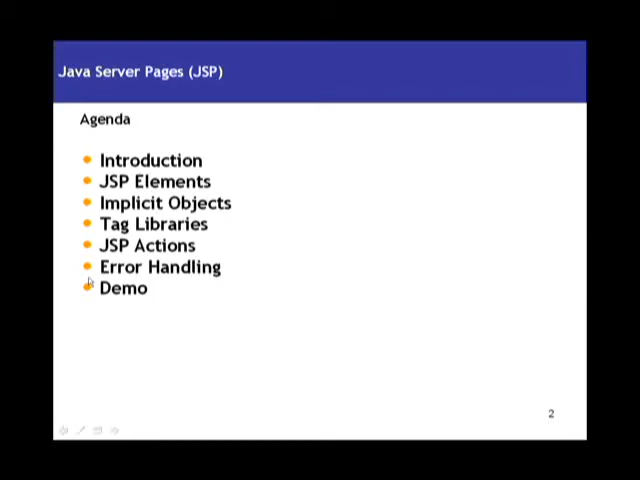 Java Server Pages (JSP)
Agenda
Introduction
JSP Elements
Implicit Objects
Tag Libraries
JSP Actions
Error Handling
Demo
2